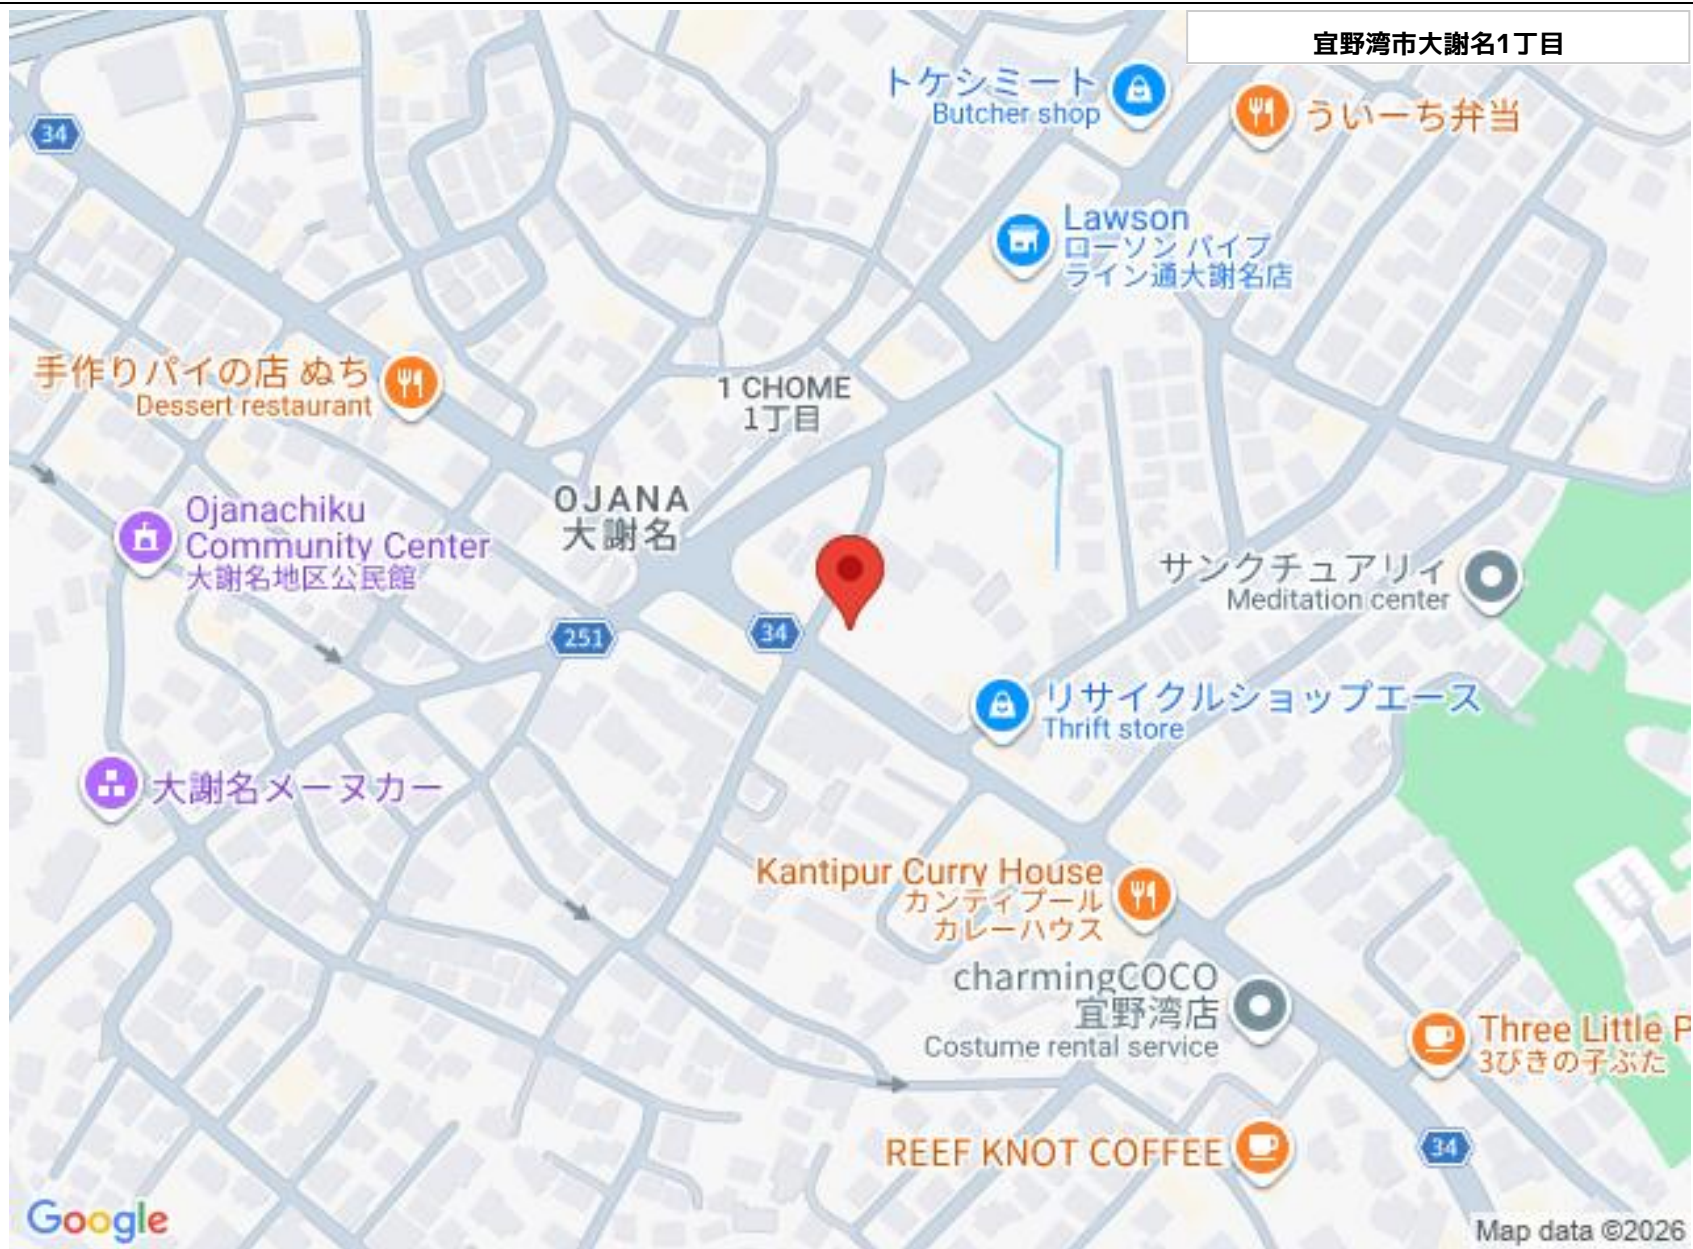 宜野湾市大謝名1丁目
トケシミート
Butcher shop
ういーち弁当
34
Lawson
ローソン パイプ
ライン通大謝名店
手作りパイの店 ぬち
Dessert restaurant
1 CHOME
1丁目
OJANA
大謝名
Ojanachiku
Community Center
大謝名地区公民館
サンクチュアリィ
Meditation center
251
34
リサイクルショップエース
Thrift store
大謝名メーヌカー
Kantipur Curry House
カンティプール
カレーハウス
charmingCOCO
宜野湾店
Costume rental service
Three Little P
3びきの子ぶた
REEF KNOT COFFEE
34
Google
Map data ©2026